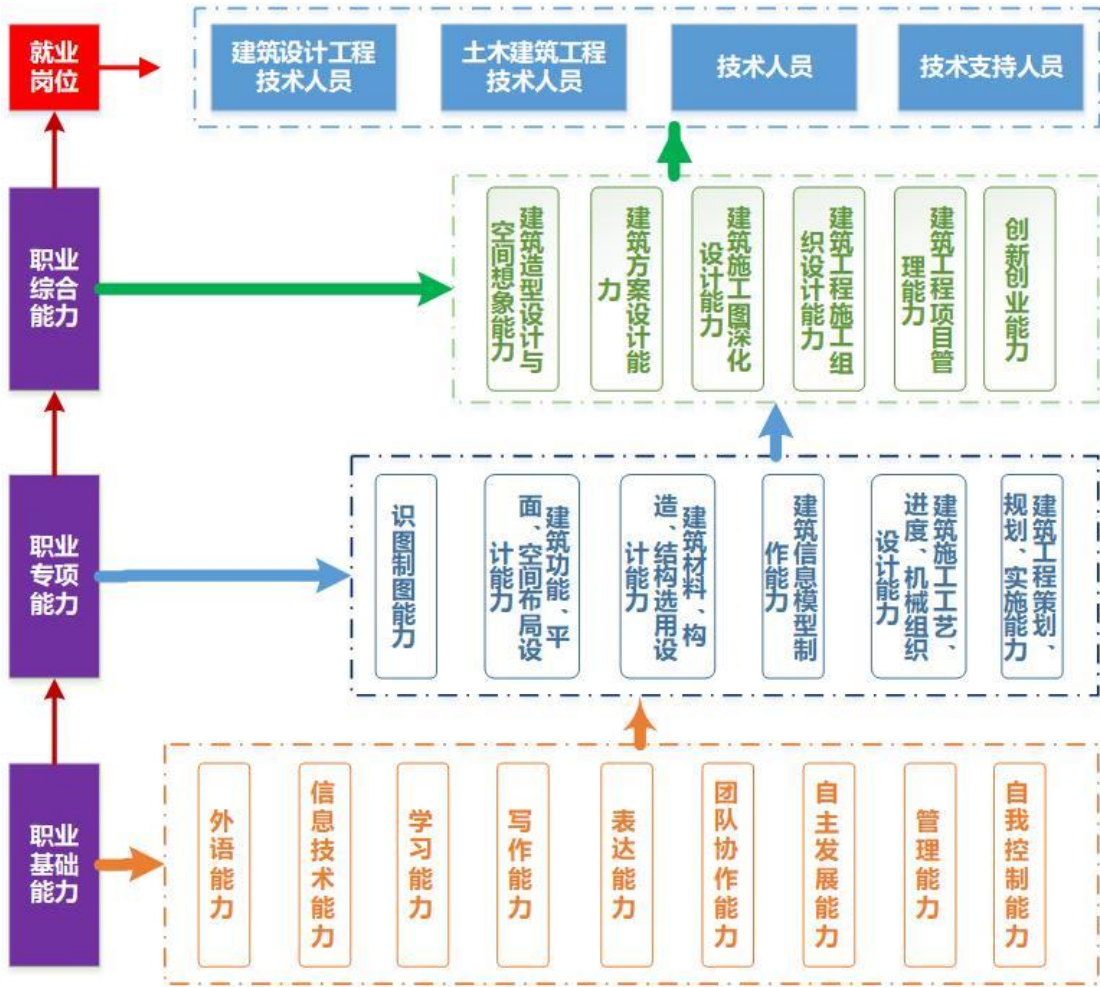 就业
岗位
建筑设计工程
技术人员
土木建筑工程
技术人员
技术人员
技术支持人员
职业
综合
能力
建筑造型设计与
空间想象能力
建筑方案设计能
力
建筑施工图深化
设计能力
建筑工程施工组
织设计能力
建筑工程项目管
理能力
创新创业能力
职业
专项
能力
识图制图能力
建筑功能、平
面、空间布局设
计能力
建筑材料、构
造、结构选用设
计能力
建筑信息模型制
作能力
建筑施工工艺、
进度、机械组织
设计能力
建筑工程策划、
规划、实施能力
职业
基础
能力
外语能力
信息技术能力
学习能力
写作能力
表达能力
团队协作能力
自主发展能力
管理能力
自我控制能力